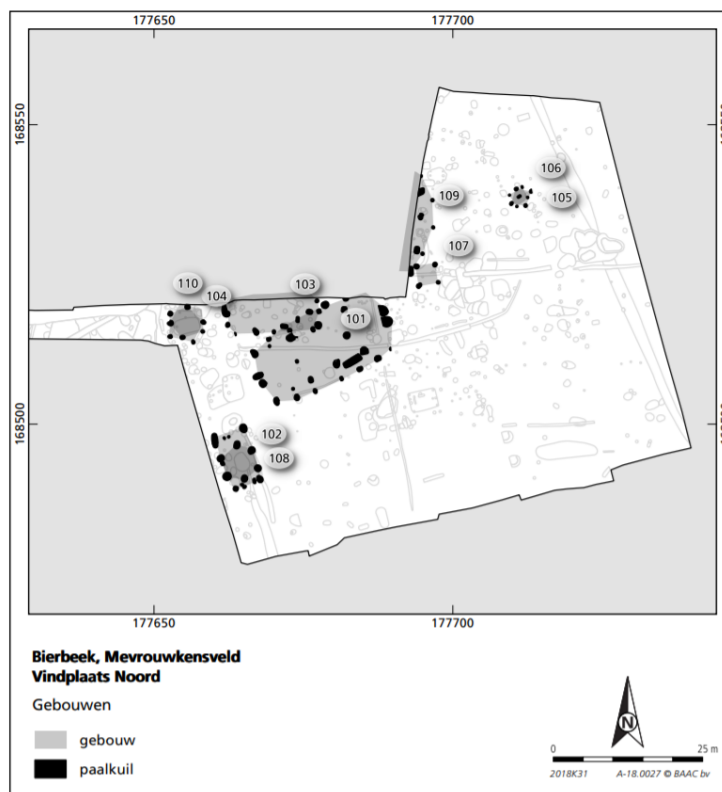 177650
177700
168550
106
109
105
107
110
103
104
101
168500
102
108
177650
177700
Bierbeek, Mevrouwkensveld
Vindplaats Noord
Gebouwen
gebouw
paalkuil
N
0
25 m
2018K31
A-18.0027 © BAAC bv